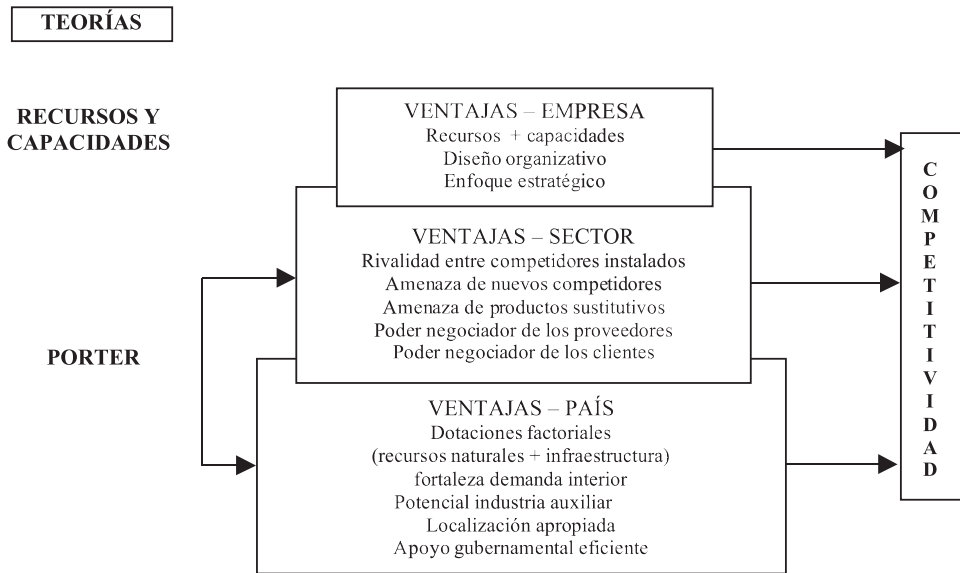 TEORÍAS
RECURSOS Y
CAPACIDADES
VENTAJAS – EMPRESA
Recursos + capacidades
Diseño organizativo
Enfoque estratégico
VENTAJAS – SECTOR
Rivalidad entre competidores instalados
Amenaza de nuevos competidores
Amenaza de productos sustitutivos
Poder negociador de los proveedores
Poder negociador de los clientes
PORTER
VENTAJAS – PAÍS
Dotaciones factoriales
(recursos naturales + infraestructura)
fortaleza demanda interior
Potencial industria auxiliar
Localización apropiada
Apoyo gubernamental eficiente
COMPETITIVIDAD